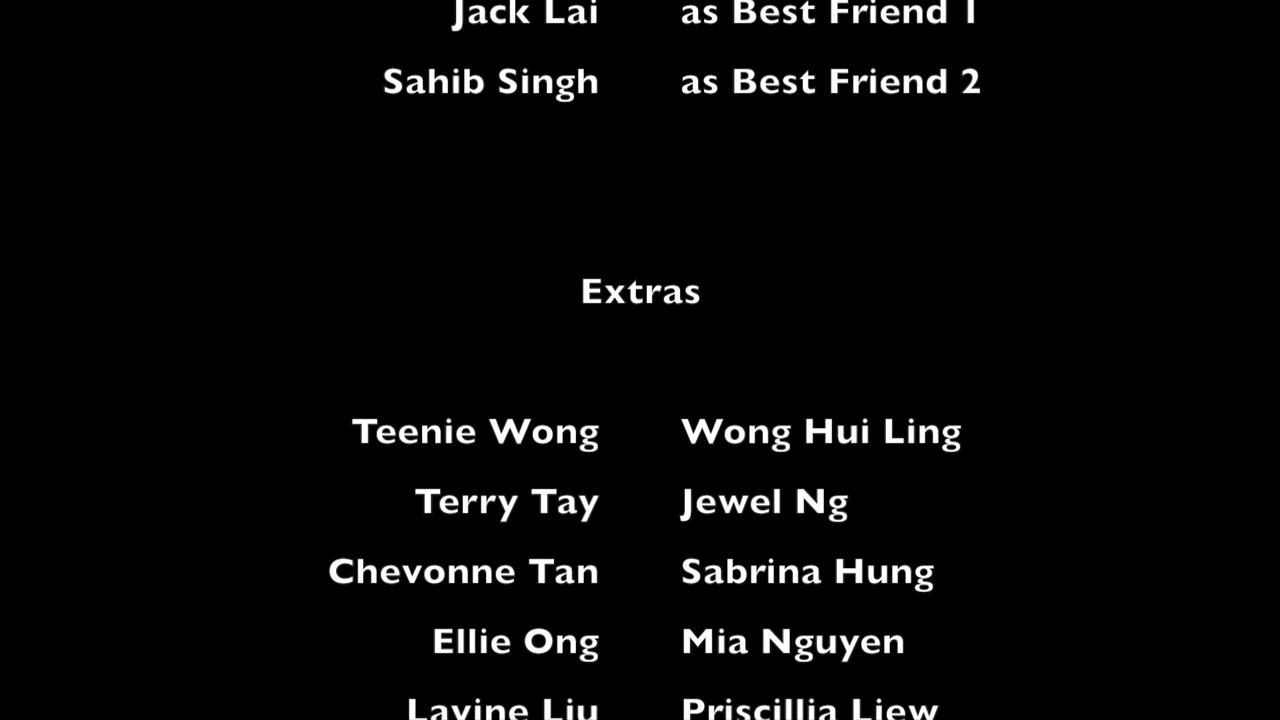 Jack Lai as Best Friend 1
Sahib Singh as Best Friend 2
Extras
Teenie Wong Wong Hui Ling
Terry Tay Jewel Ng
Chevonne Tan Sabrina Hung
Ellie Ong Mia Nguyen
Lavine Liu Priscillia Liew